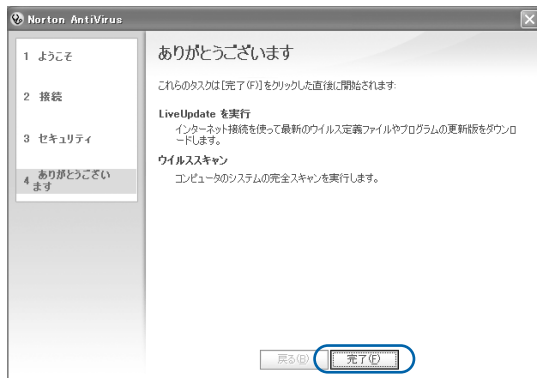 Norton AntiVirus
1 ようこそ
2 接続
3 セキュリティ
4 ありがとうござい
ます
ありがとうございます
これらのタスクは[完了(F)]をクリックした直後に開始されます:
LiveUpdate を実行
インターネット接続を使って最新のウイルス定義ファイルやプログラムの更新版をダウンロ
ードします。
ウイルススキャン
コンピュータのシステムの完全スキャンを実行します。
戻る(B)
完了(F)